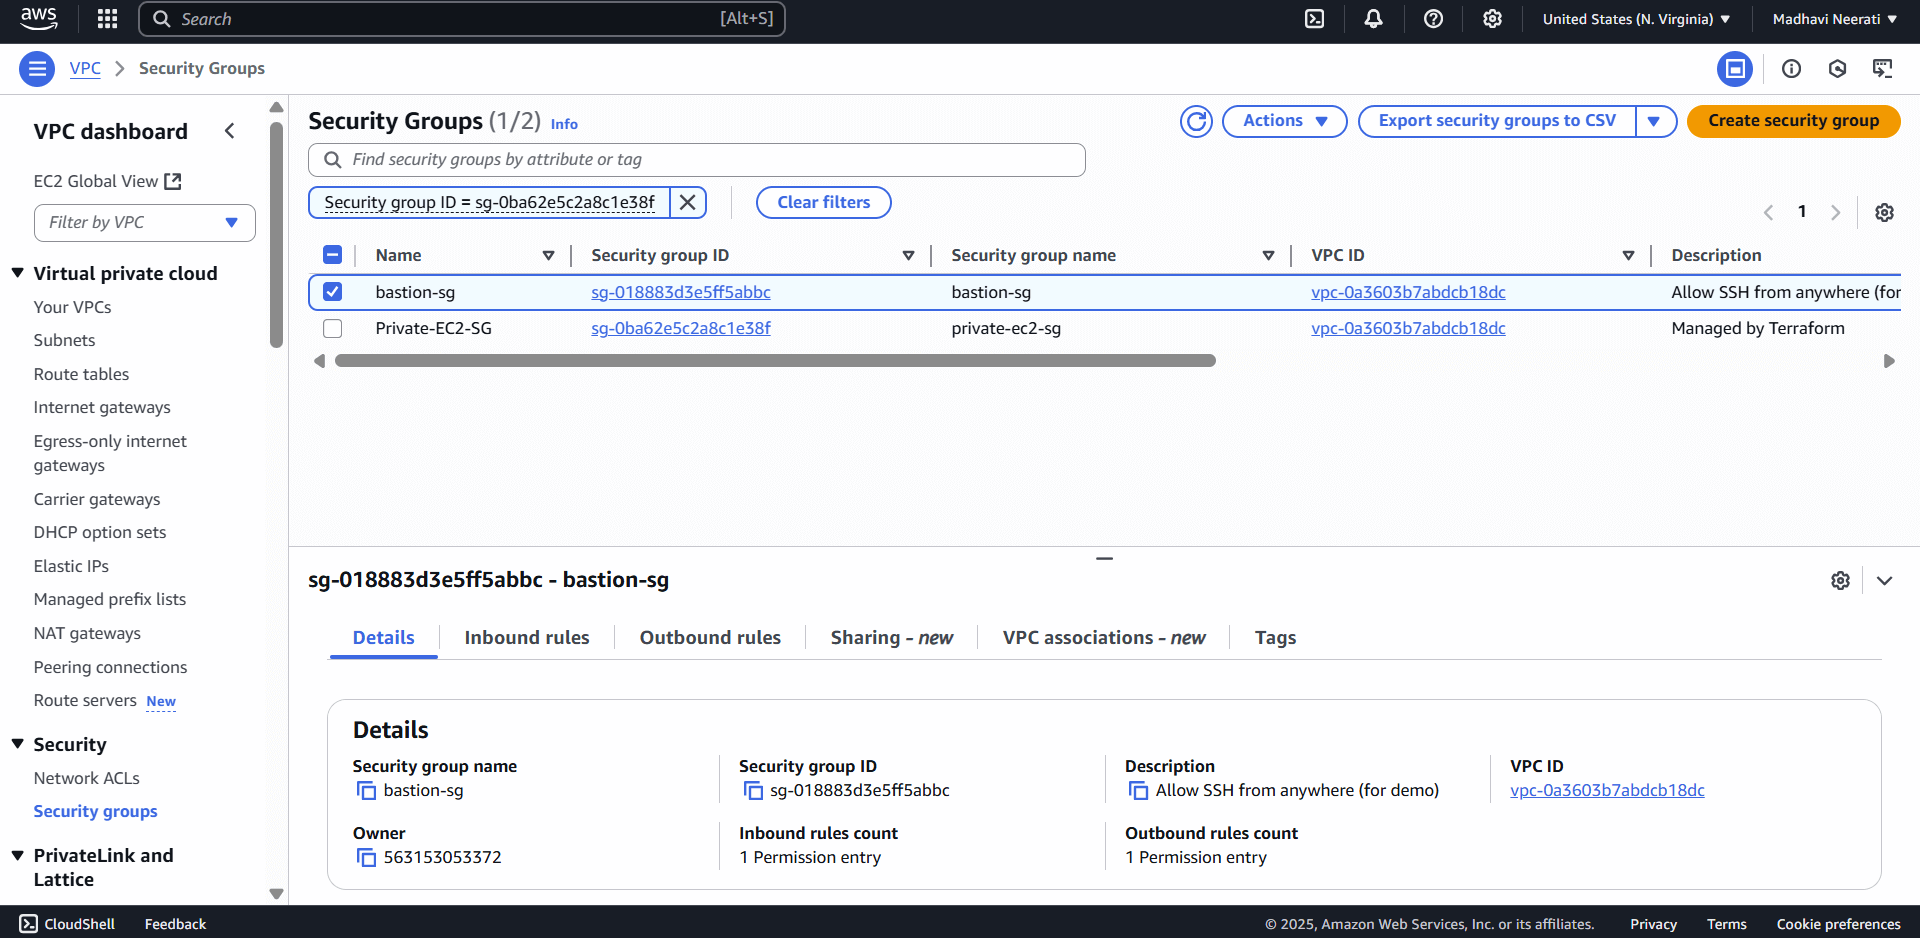 aws
Search [Alt+S]
United States (N. Virginia)
Madhavi Neerati
VPC
Security Groups
VPC dashboard
EC2 Global View
Filter by VPC
Virtual private cloud
Your VPCs
Subnets
Route tables
Internet gateways
Egress-only internet
gateways
Carrier gateways
DHCP option sets
Elastic IPs
Managed prefix lists
NAT gateways
Peering connections
Route servers New
Security
Network ACLs
Security groups
PrivateLink and
Lattice
Security Groups (1/2) Info
Actions
Export security groups to CSV
Create security group
Find security groups by attribute or tag
Security group ID = sg-0ba62e5c2a8c1e38f
Clear filters
1
Name Security group ID Security group name VPC ID Description
bastion-sg sg-018883d3e5ff5abbc bastion-sg vpc-0a3603b7abdcb18dc Allow SSH from anywhere (for
Private-EC2-SG sg-0ba62e5c2a8c1e38f private-ec2-sg vpc-0a3603b7abdcb18dc Managed by Terraform
sg-018883d3e5ff5abbc - bastion-sg
Details Inbound rules Outbound rules Sharing - new VPC associations - new Tags
Details
Security group name
bastion-sg
Security group ID
sg-018883d3e5ff5abbc
Description
Allow SSH from anywhere (for demo)
VPC ID
vpc-0a3603b7abdcb18dc
Owner
563153053372
Inbound rules count
1 Permission entry
Outbound rules count
1 Permission entry
CloudShell
Feedback
© 2025, Amazon Web Services, Inc. or its affiliates.
Privacy
Terms
Cookie preferences